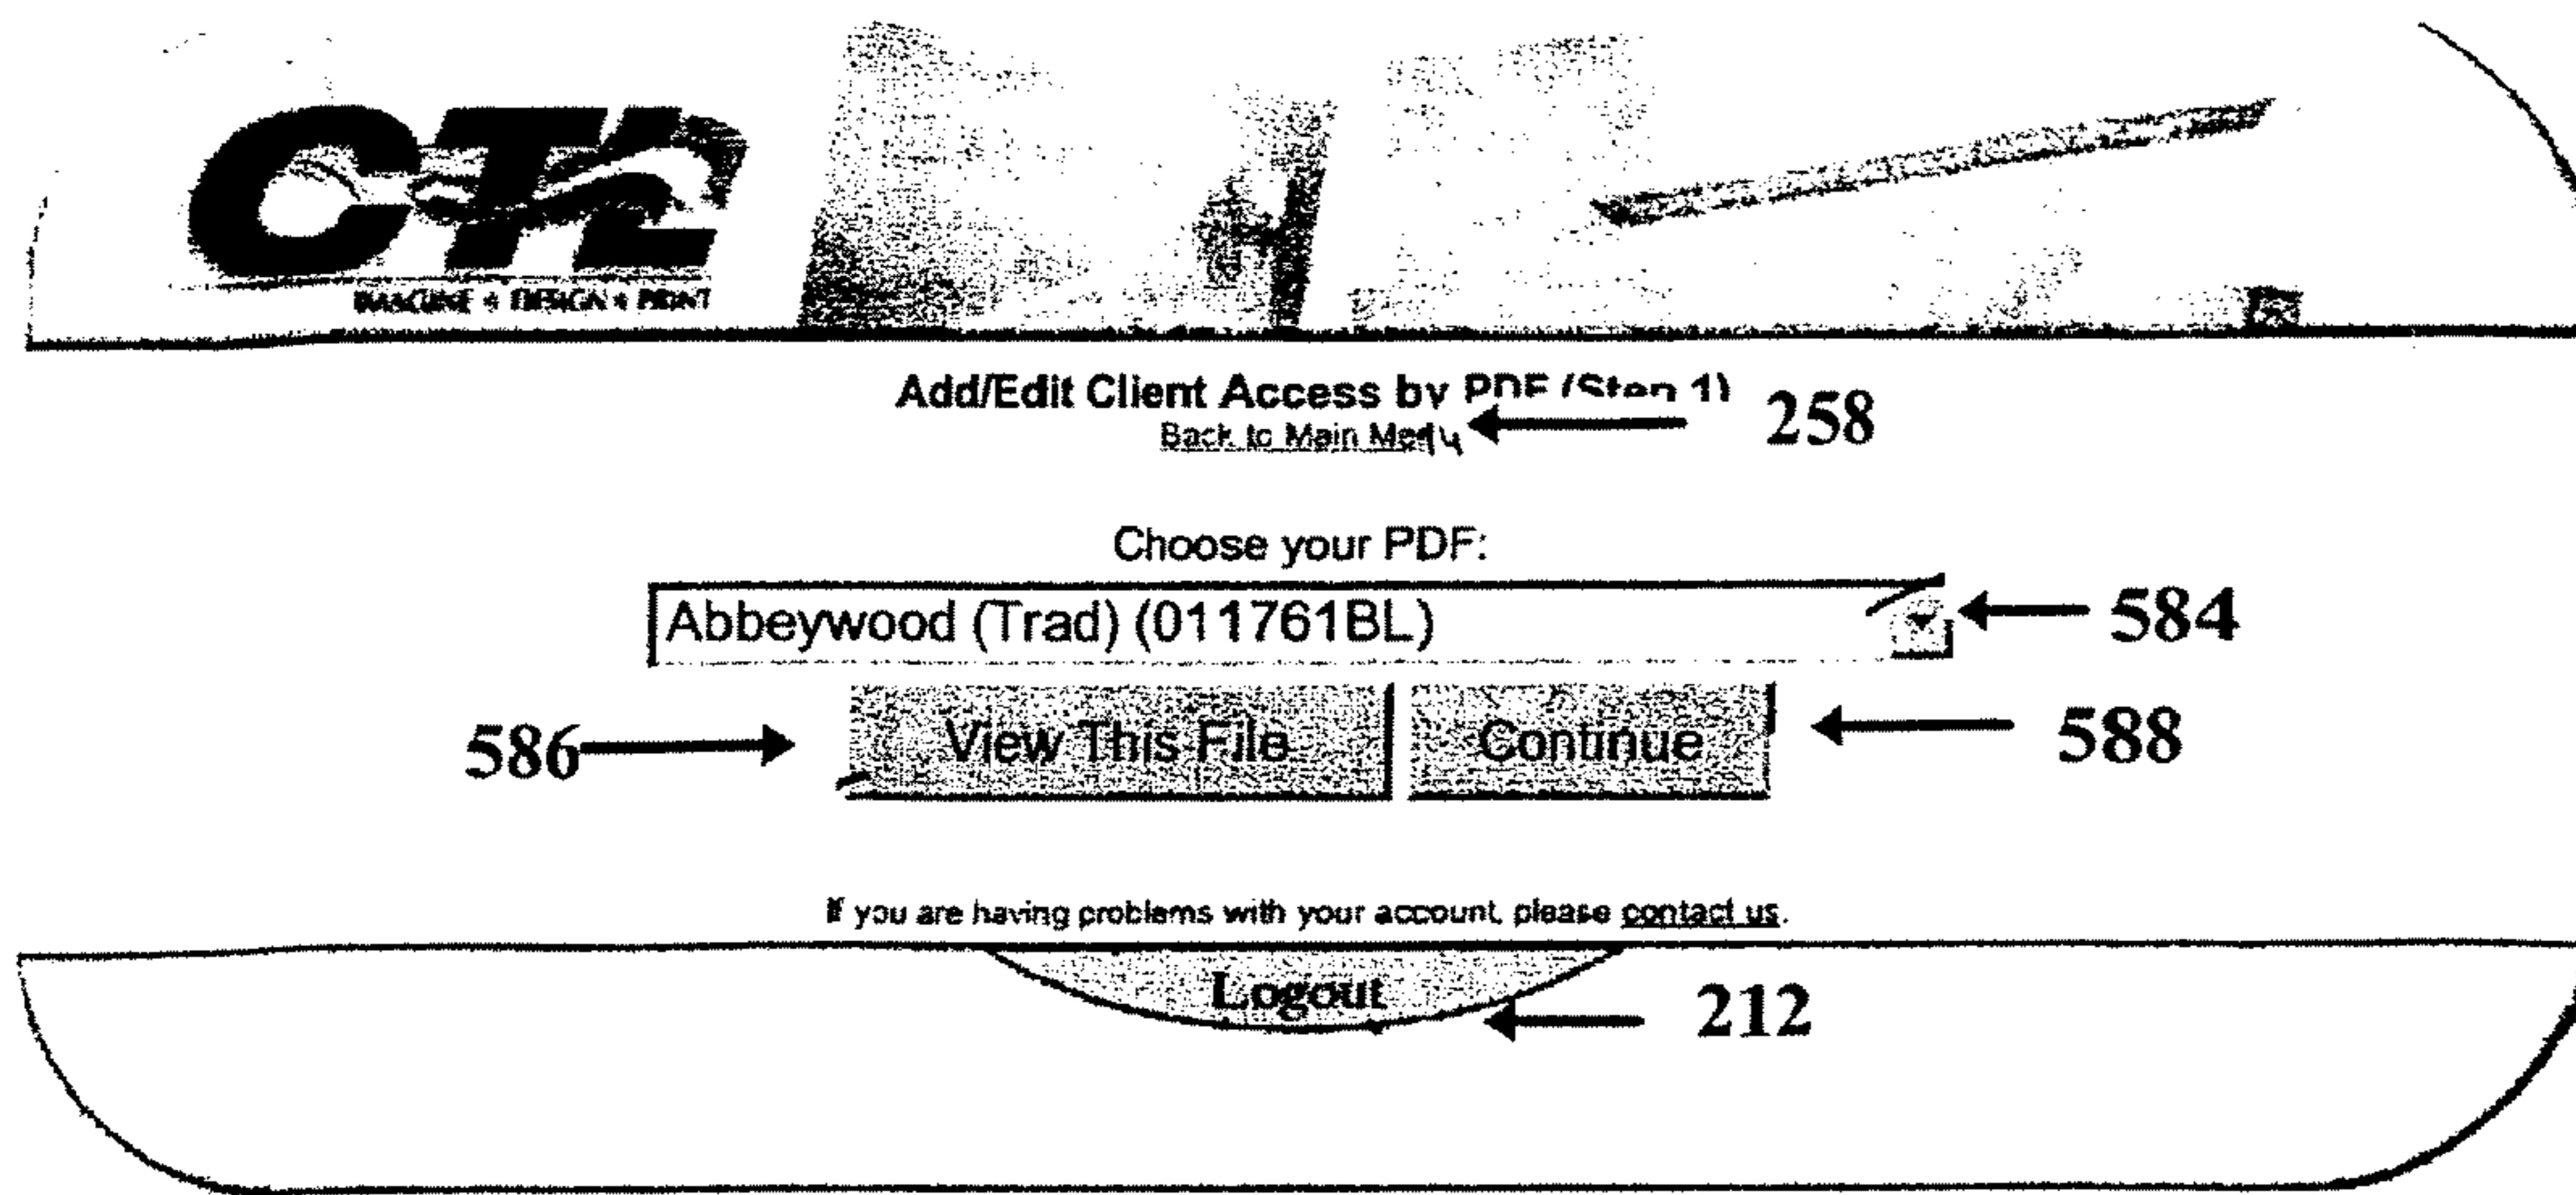 CTL
IMAGINE + DESIGN + PRINT
Add/Edit Client Access by PDF (Step 1)
Back to Main Menu 258
Choose your PDF:
Abbeywood (Trad) (011761BL) 584
586 View This File Continue 588
If you are having problems with your account, please contact us.
Logout 212